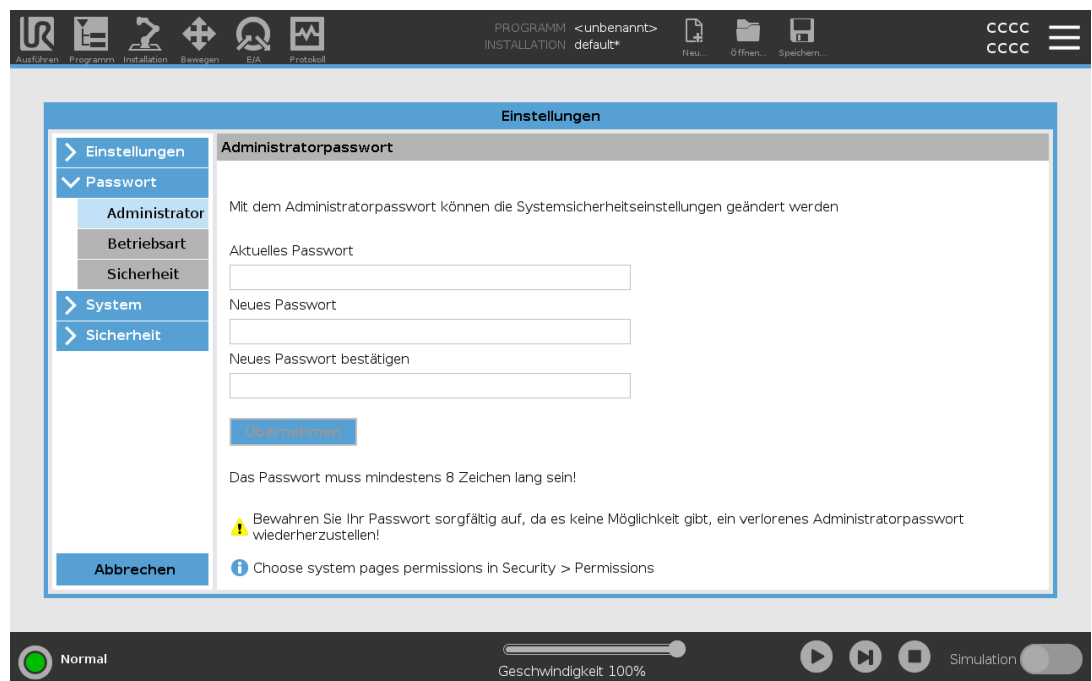 PROGRAMM <unbenannt>
INSTALLATION default*
CCCC
CCCC
Ausführen Programm Installation Bewegen E/A Protokoll
Neu... Öffnen... Speichern...
Einstellungen
Einstellungen
Passwort
Administrator
Betriebsart
Sicherheit
System
Sicherheit
Abbrechen
Administratorpasswort
Mit dem Administratorpasswort können die Systemsicherheitseinstellungen geändert werden
Aktuelles Passwort
Neues Passwort
Neues Passwort bestätigen
Übernehmen
Das Passwort muss mindestens 8 Zeichen lang sein!
Bewahren Sie Ihr Passwort sorgfältig auf, da es keine Möglichkeit gibt, ein verlorenes Administratorpasswort
wiederherzustellen!
Choose system pages permissions in Security > Permissions
Normal
Geschwindigkeit 100%
Simulation